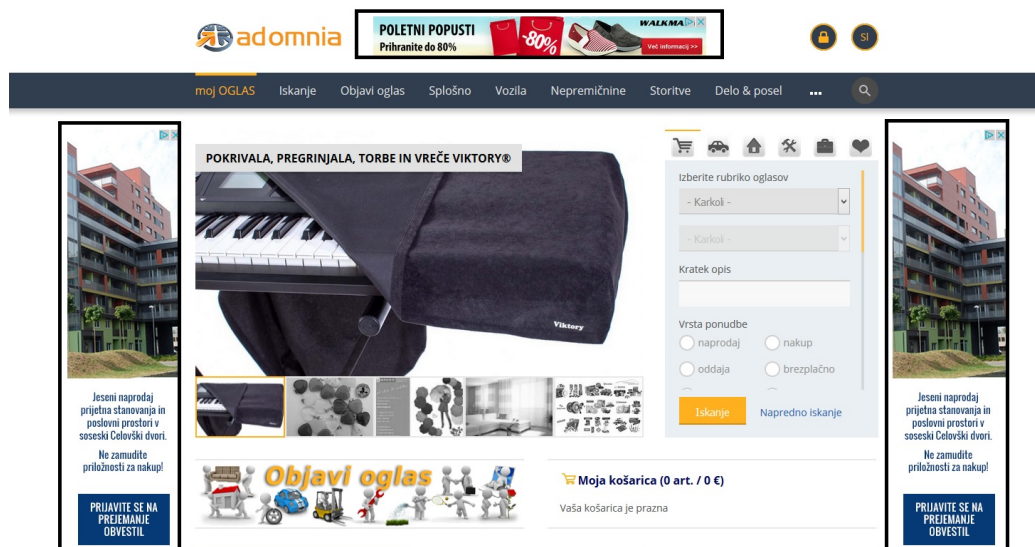 adomnia
POLETNI POPUSTI
Prihranite do 80%
-80%
WALKMAXX
Več informacij >>
SI
moj OGLAS
Iskanje
Objavi oglas
Splošno
Vozila
Nepremičnine
Storitve
Delo & posel
...
Jeseni naprodaj
prijetna stanovanja in
poslovni prostori v
soseski Celovški dvori.
Ne zamudite
priložnosti za nakup!
PRIJAVITE SE NA
PREJEMANJE
OBVESTIL
POKRIVALA, PREGRINJALA, TORBE IN VREČE VIKTORY®
Viktory
Izberite rubriko oglasov
- Karkoli -
- Karkoli -
Kratek opis
Vrsta ponudbe
naprodaj
nakup
oddaja
brezplačno
Iskanje
Napredno iskanje
Objavi oglas
Moja košarica (0 art. / 0 €)
Vaša košarica je prazna
Jeseni naprodaj
prijetna stanovanja in
poslovni prostori v
soseski Celovški dvori.
Ne zamudite
priložnosti za nakup!
PRIJAVITE SE NA
PREJEMANJE
OBVESTIL